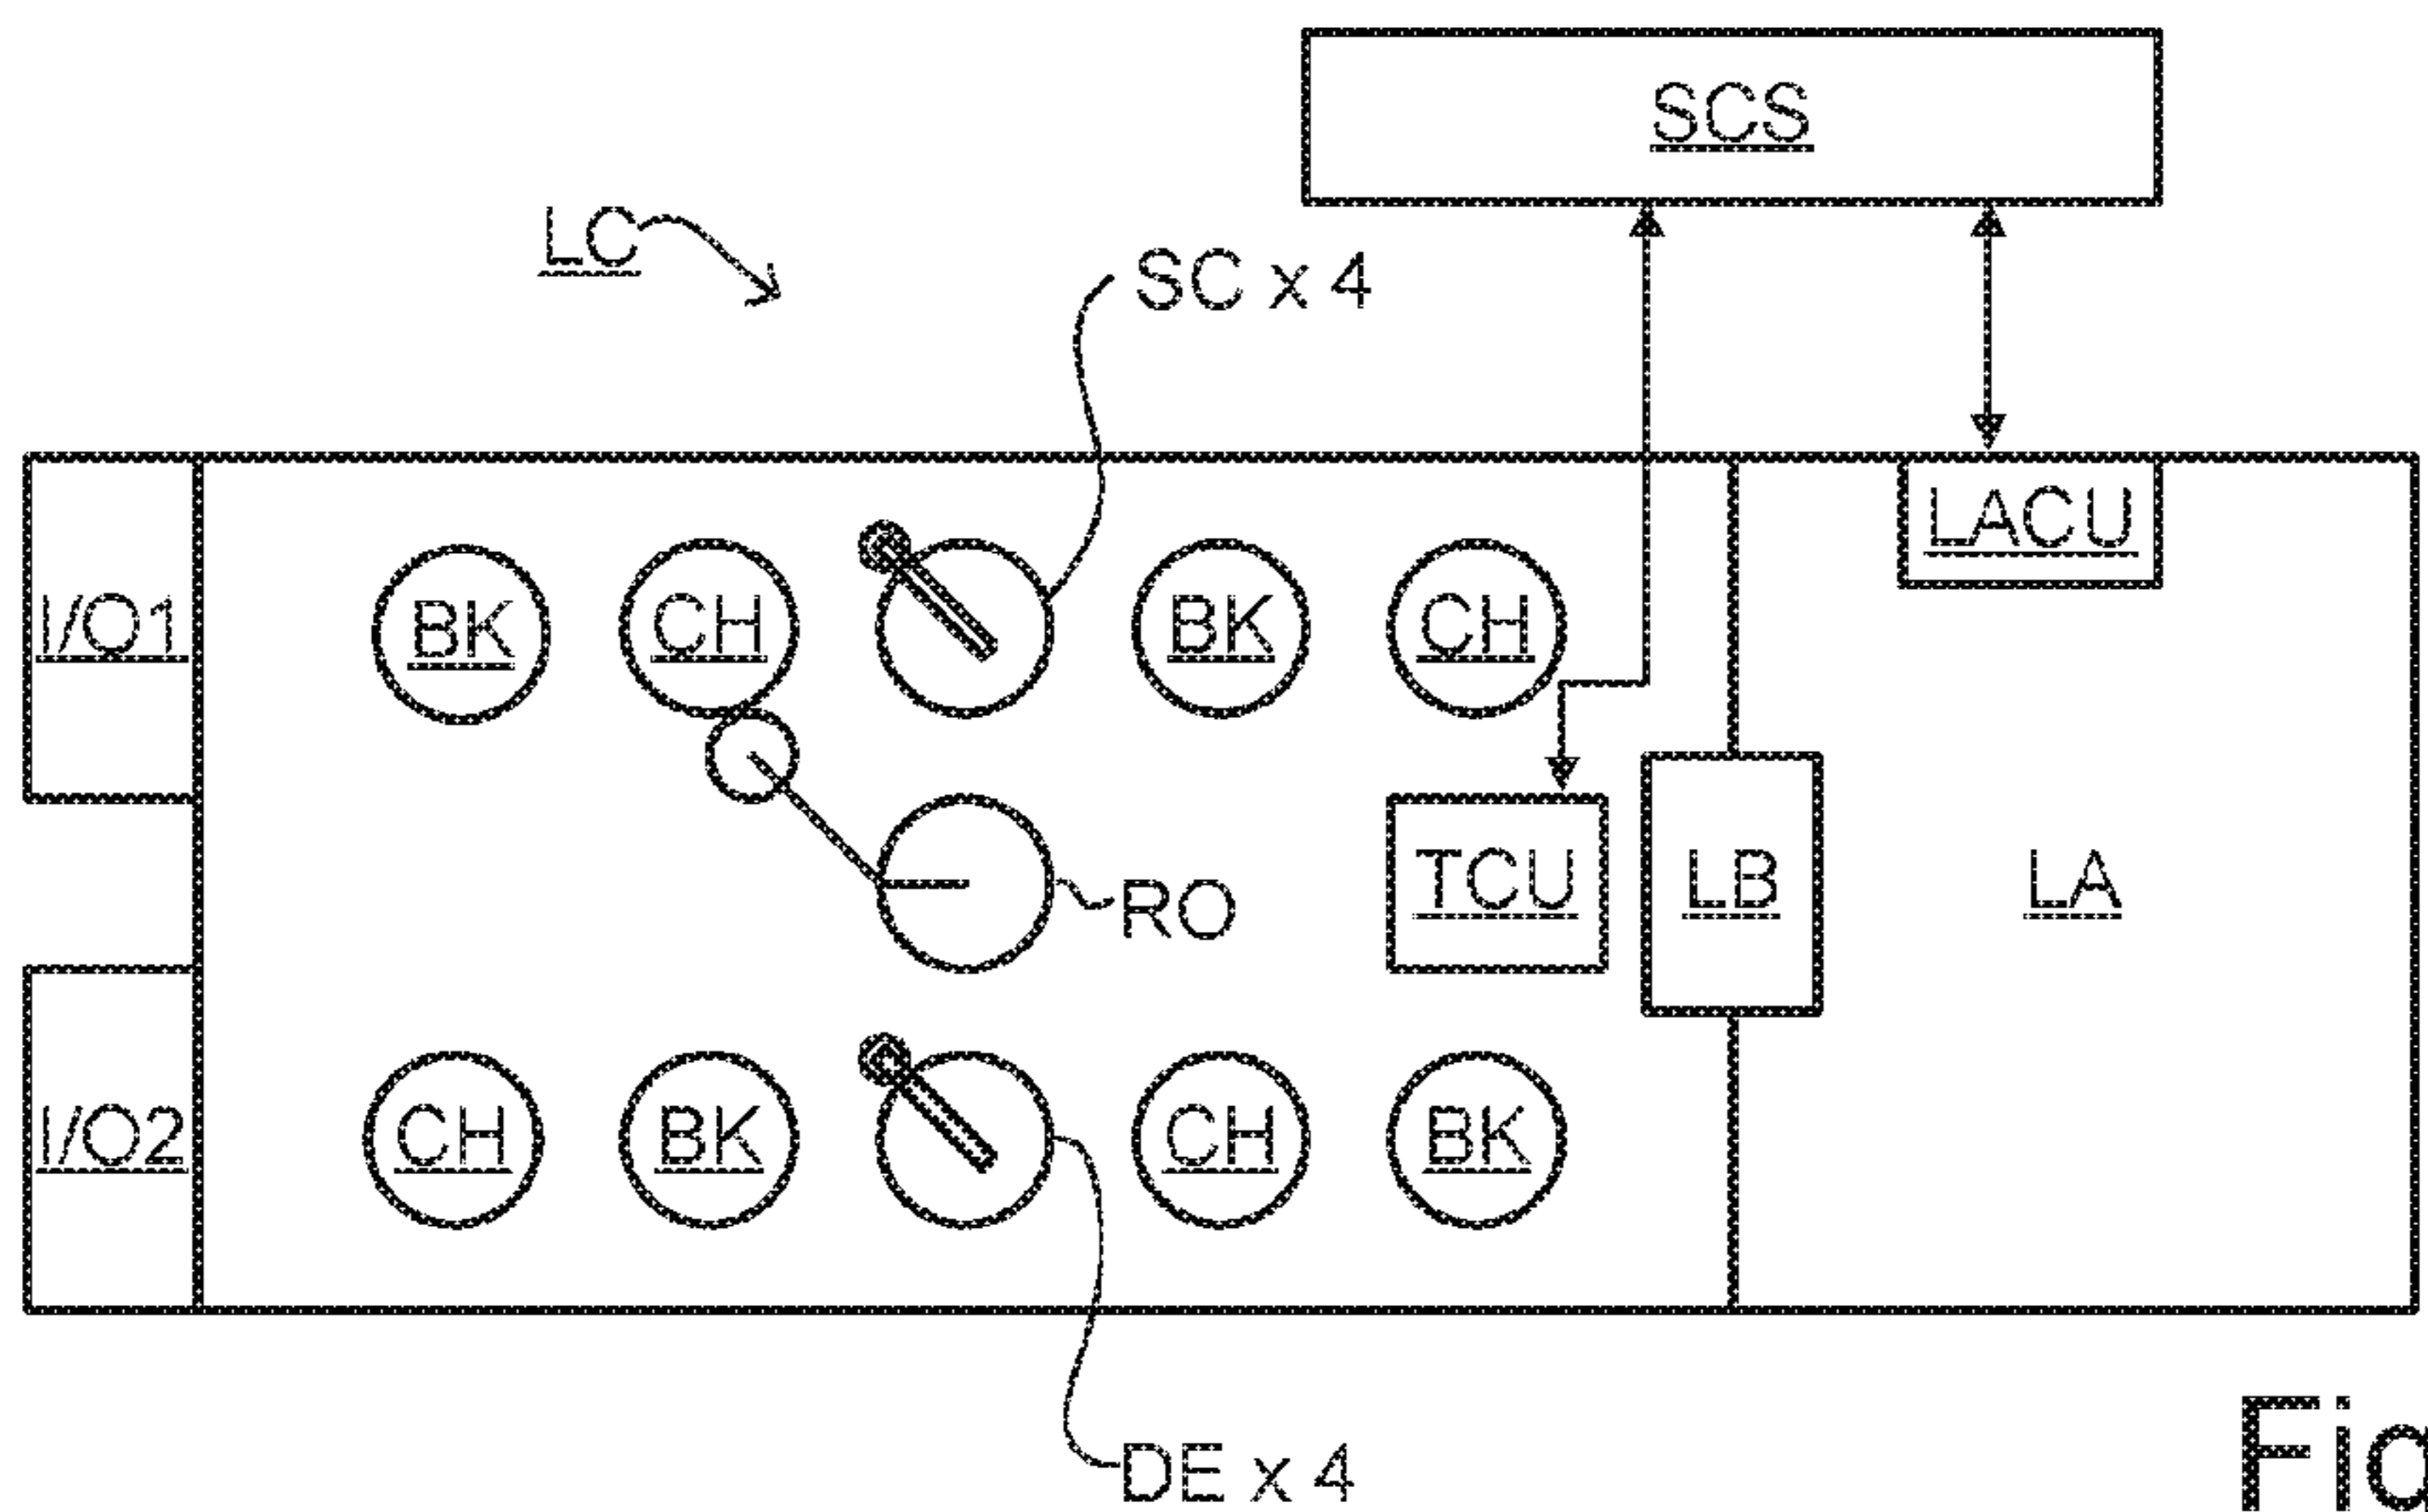 SCS
LC
SC x 4
LACU
I/O1
BK
CH
BK
CH
TCU
LB
LA
RO
I/O2
CH
BK
CH
BK
DE x 4
Fig